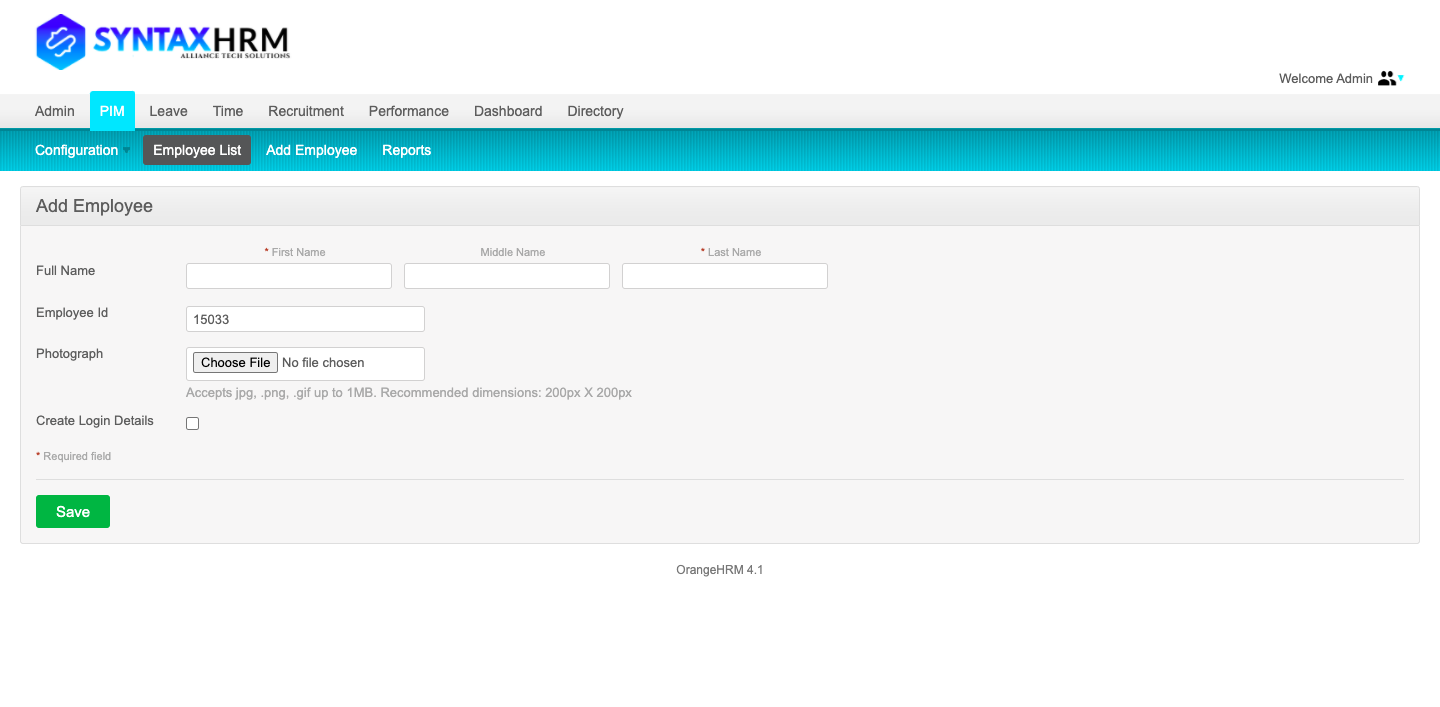 SYNTAXHRM
ALLIANCE TECH SOLUTIONS
Welcome Admin
Admin PIM Leave Time Recruitment Performance Dashboard Directory
Configuration Employee List Add Employee Reports
Add Employee
* First Name Middle Name * Last Name
Full Name
Employee Id 15033
Photograph Choose File No file chosen
Accepts jpg, .png, .gif up to 1MB. Recommended dimensions: 200px X 200px
Create Login Details
* Required field
Save
OrangeHRM 4.1